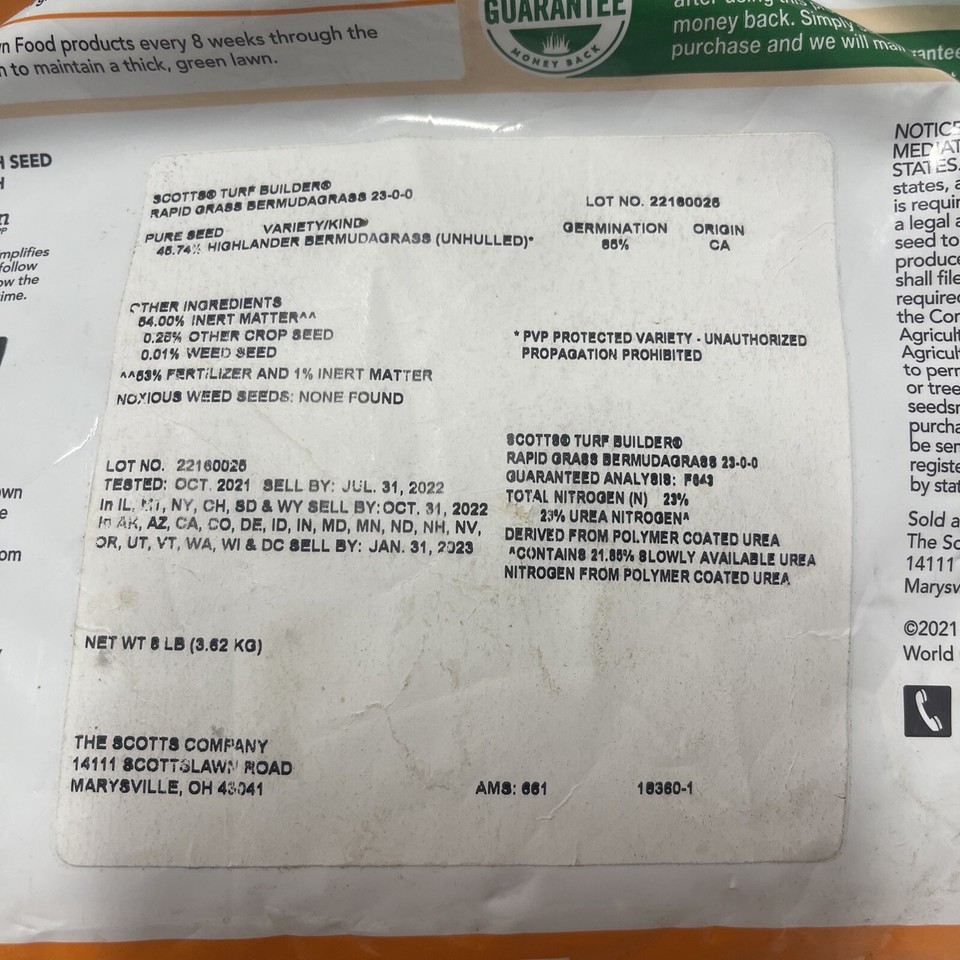 n Food products every 8 weeks through the
n to maintain a thick, green lawn.
GUARANTEE
MONEY BACK
after using this
money back. Simply
purchase and we will
H SEED
H
n
mplifies
follow
ow the
ime.
own
e
om
SCOTTS® TURF BUILDER®
RAPID GRASS BERMUDAGRASS 23-0-0
LOT NO. 22160026
PURE SEED VARIETY/KIND GERMINATION ORIGIN
45.74% HIGHLANDER BERMUDAGRASS (UNHULLED)* 85% CA
OTHER INGREDIENTS
54.00% INERT MATTER^^
0.25% OTHER CROP SEED
0.01% WEED SEED
^^53% FERTILIZER AND 1% INERT MATTER
NOXIOUS WEED SEEDS: NONE FOUND
* PVP PROTECTED VARIETY - UNAUTHORIZED
PROPAGATION PROHIBITED
LOT NO. 22160026
TESTED: OCT. 2021 SELL BY: JUL. 31, 2022
In IL, MT, NY, OH, SD & WY SELL BY: OCT. 31, 2022
In AK, AZ, CA, CO, DE, ID, IN, MD, MN, ND, NH, NV,
OR, UT, VT, WA, WI & DC SELL BY: JAN. 31, 2023
SCOTTS® TURF BUILDER®
RAPID GRASS BERMUDAGRASS 23-0-0
GUARANTEED ANALYSIS: F643
TOTAL NITROGEN (N) 23%
23% UREA NITROGEN^
DERIVED FROM POLYMER COATED UREA
^CONTAINS 21.85% SLOWLY AVAILABLE UREA
NITROGEN FROM POLYMER COATED UREA
NET WT 8 LB (3.62 KG)
THE SCOTTS COMPANY
14111 SCOTTSLAWN ROAD
MARYSVILLE, OH 43041
AMS: 661 18360-1
NOTICE
MEDIAT
STATES.
states, a
is requir
a legal a
seed to
produce
shall file
required
the Com
Agricult
Agricul
to perm
or tree
seedsm
purcha
be sen
registe
by stat
Sold a
The Sc
14111
Marysv
©2021
World